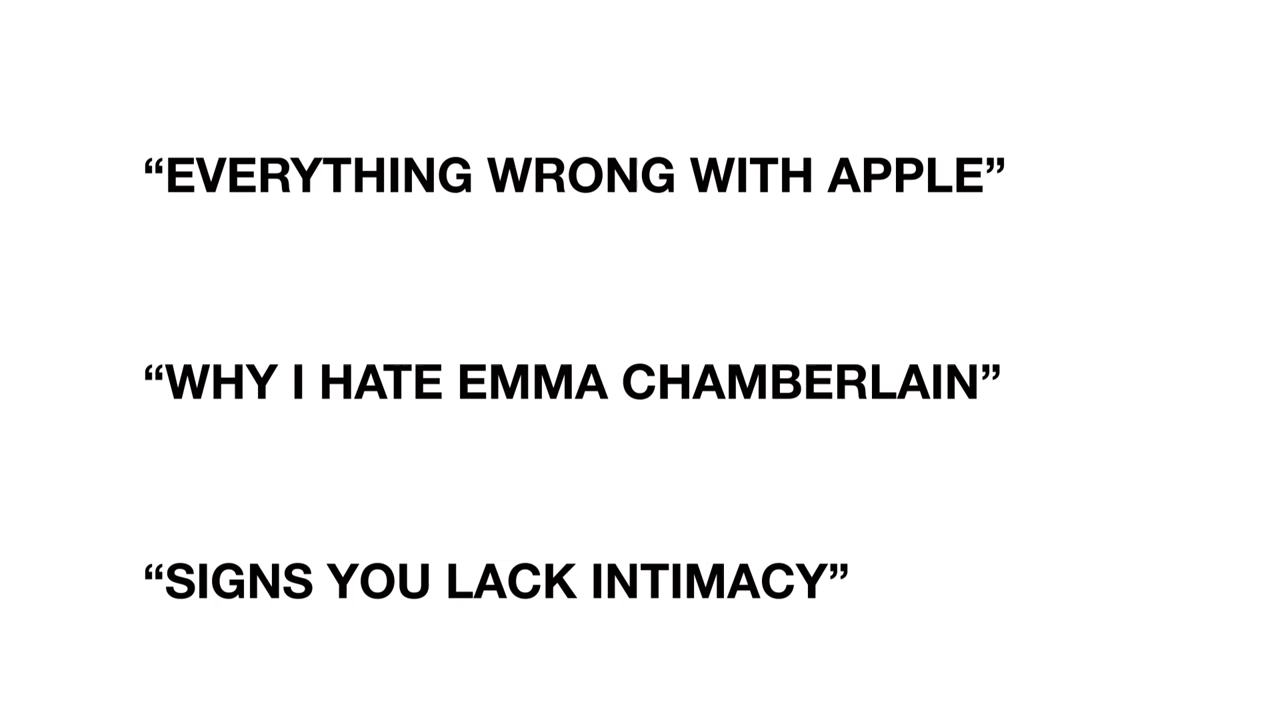 “EVERYTHING WRONG WITH APPLE”
“WHY I HATE EMMA CHAMBERLAIN”
“SIGNS YOU LACK INTIMACY”